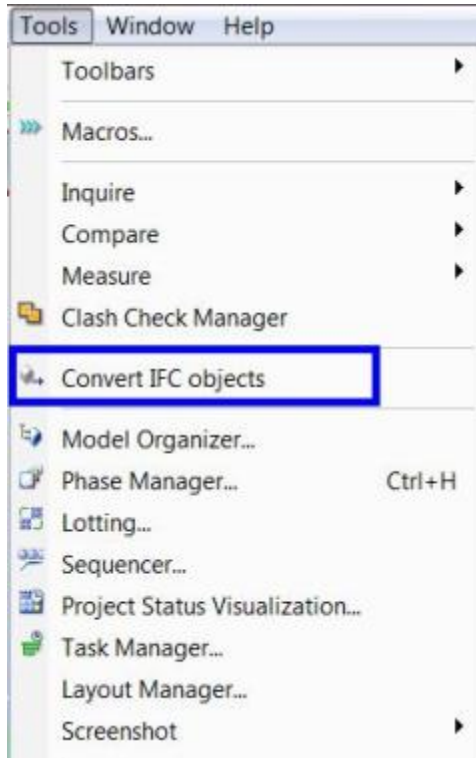 Tools Window Help
Toolbars
Macros...
Inquire
Compare
Measure
Clash Check Manager
Convert IFC objects
Model Organizer...
Phase Manager... Ctrl+H
Lotting...
Sequencer...
Project Status Visualization...
Task Manager...
Layout Manager...
Screenshot